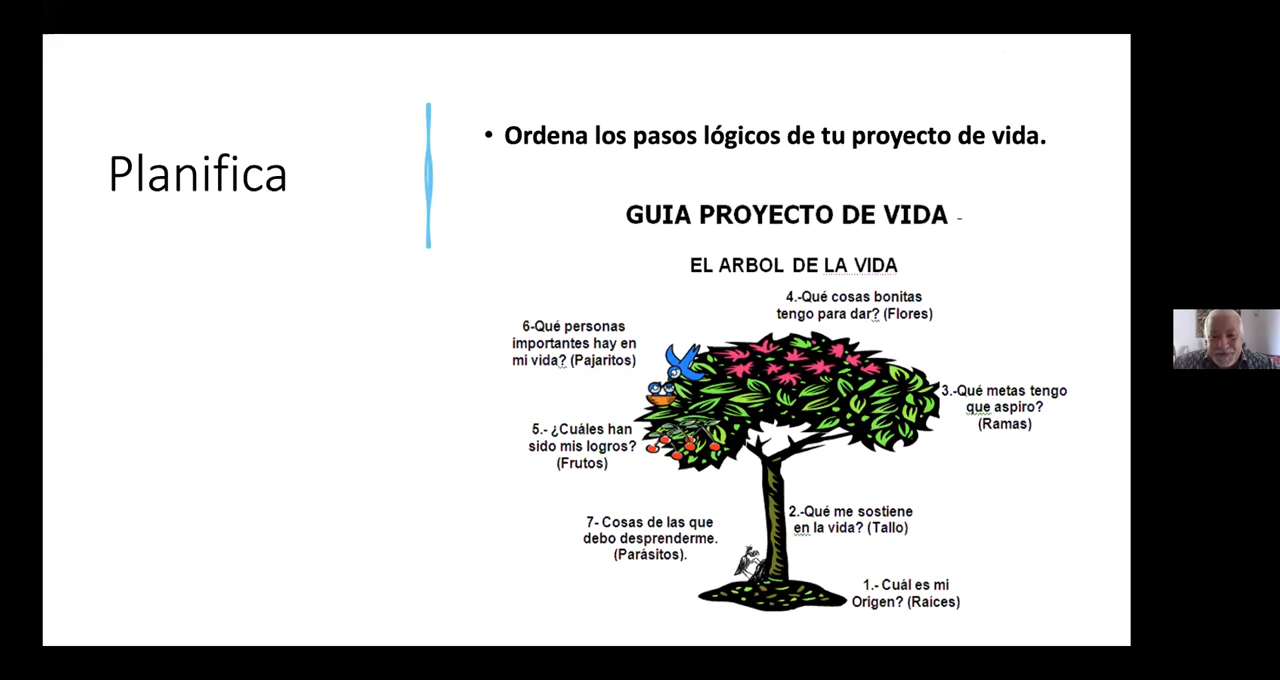 Planifica
• Ordena los pasos lógicos de tu proyecto de vida.
GUIA PROYECTO DE VIDA -
EL ARBOL DE LA VIDA
4.-Qué cosas bonitas
tengo para dar? (Flores)
6-Qué personas
importantes hay en
mi vida? (Pajaritos)
3.-Qué metas tengo
que aspiro?
(Ramas)
5.- ¿Cuáles han
sido mis logros?
(Frutos)
2.-Qué me sostiene
en la vida? (Tallo)
7- Cosas de las que
debo desprenderme.
(Parásitos).
1.- Cuál es mi
Origen? (Raíces)